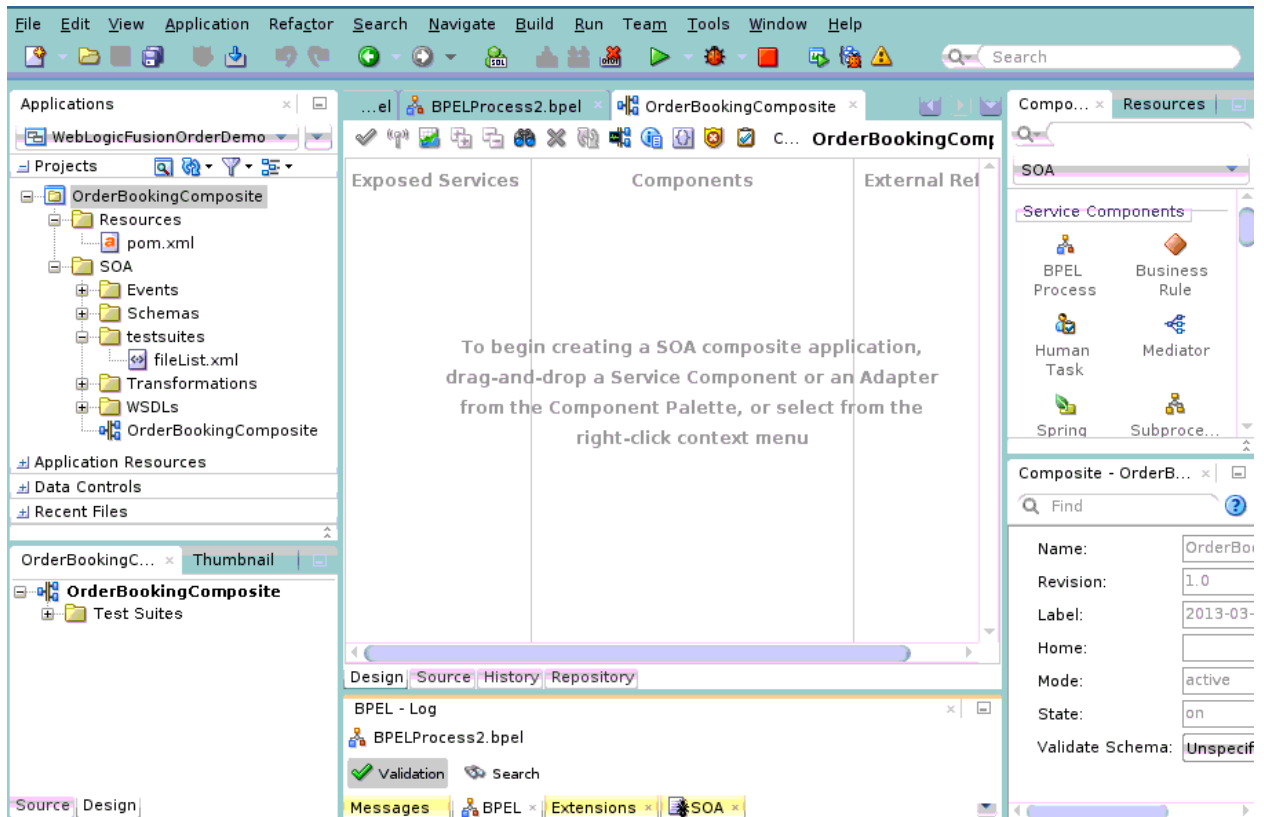 File Edit View Application Refactor Search Navigate Build Run Team Tools Window Help
Search
Applications
WebLogicFusionOrderDemo
Projects
OrderBookingComposite
Resources
pom.xml
SOA
Events
Schemas
testsuites
fileList.xml
Transformations
WSDLs
OrderBookingComposite
Application Resources
Data Controls
Recent Files
OrderBookingC... Thumbnail
OrderBookingComposite
Test Suites
Source Design
...el BPELProcess2.bpel OrderBookingComposite
C... OrderBookingComp
Exposed Services Components External Ref
To begin creating a SOA composite application,
drag-and-drop a Service Component or an Adapter
from the Component Palette, or select from the
right-click context menu
Design Source History Repository
BPEL - Log
BPELProcess2.bpel
Validation Search
Messages BPEL Extensions SOA
Compo... Resources
SOA
Service Components
BPEL Process
Business Rule
Human Task
Mediator
Spring Subproce...
Composite - OrderB...
Find
Name: OrderBoo
Revision: 1.0
Label: 2013-03-
Home:
Mode: active
State: on
Validate Schema: Unspecif